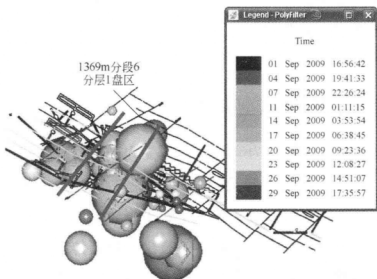 Legend - PolyFilter
Time
01 Sep 2009 16:56:42
04 Sep 2009 19:41:33
07 Sep 2009 22:26:24
11 Sep 2009 01:11:15
14 Sep 2009 03:53:54
17 Sep 2009 06:38:45
20 Sep 2009 09:23:36
23 Sep 2009 12:08:27
26 Sep 2009 14:51:07
29 Sep 2009 17:35:57
1369m分段6
分层1盘区